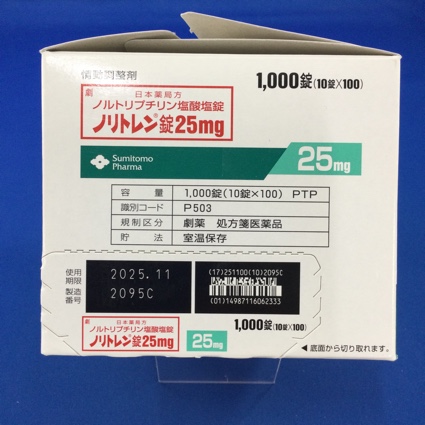 情動調整剤
1,000錠(10錠×100)
劇 日本薬局方
ノルトリプチリン塩酸塩錠
ノリトレン®錠25mg
Sumitomo
Pharma
25mg
容 量 1,000錠(10錠×100) PTP
識別コード P503
規制区分 劇薬 処方箋医薬品
貯 法 室温保存
使用
期限 2025.11
製造
番号 2095C
(17)251100(10)2095C
(01)14987116062333
劇 日本薬局方
ノルトリプチリン塩酸塩錠
ノリトレン錠25mg
25mg
1,000錠(10錠×100)
◀底面から切り取れます。